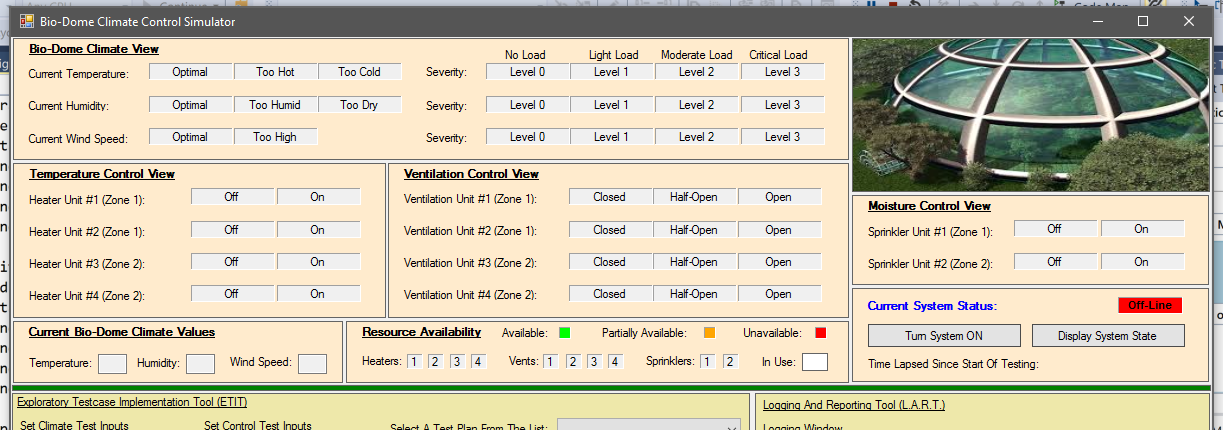 Bio-Dome Climate Control Simulator
Bio-Dome Climate View
No Load Light Load Moderate Load Critical Load
Current Temperature: Optimal Too Hot Too Cold Severity: Level 0 Level 1 Level 2 Level 3
Current Humidity: Optimal Too Humid Too Dry Severity: Level 0 Level 1 Level 2 Level 3
Current Wind Speed: Optimal Too High Severity: Level 0 Level 1 Level 2 Level 3
Temperature Control View
Heater Unit #1 (Zone 1): Off On
Heater Unit #2 (Zone 1): Off On
Heater Unit #3 (Zone 2): Off On
Heater Unit #4 (Zone 2): Off On
Ventilation Control View
Ventilation Unit #1 (Zone 1): Closed Half-Open Open
Ventilation Unit #2 (Zone 1): Closed Half-Open Open
Ventilation Unit #3 (Zone 2): Closed Half-Open Open
Ventilation Unit #4 (Zone 2): Closed Half-Open Open
Moisture Control View
Sprinkler Unit #1 (Zone 1): Off On
Sprinkler Unit #2 (Zone 2): Off On
Current System Status: Off-Line
Turn System ON Display System State
Time Lapsed Since Start Of Testing:
Current Bio-Dome Climate Values
Temperature: Humidity: Wind Speed:
Resource Availability Available: Partially Available: Unavailable:
Heaters: 1 2 3 4 Vents: 1 2 3 4 Sprinklers: 1 2 In Use:
Exploratory Testcase Implementation Tool (ETIT)
Set Climate Test Inputs Set Control Test Inputs Select A Test Plan From The List:
Logging And Reporting Tool (L.A.R.T.)
Logging Window